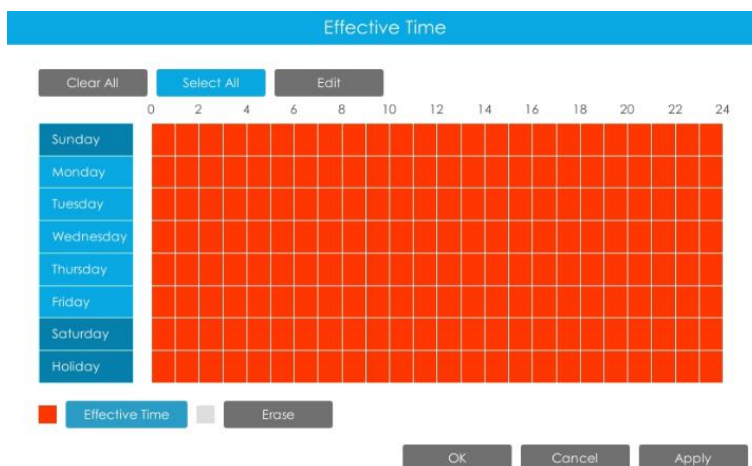 Effective Time
Clear All Select All Edit
0 2 4 6 8 10 12 14 16 18 20 22 24
Sunday
Monday
Tuesday
Wednesday
Thursday
Friday
Saturday
Holiday
Effective Time Erase
OK Cancel Apply